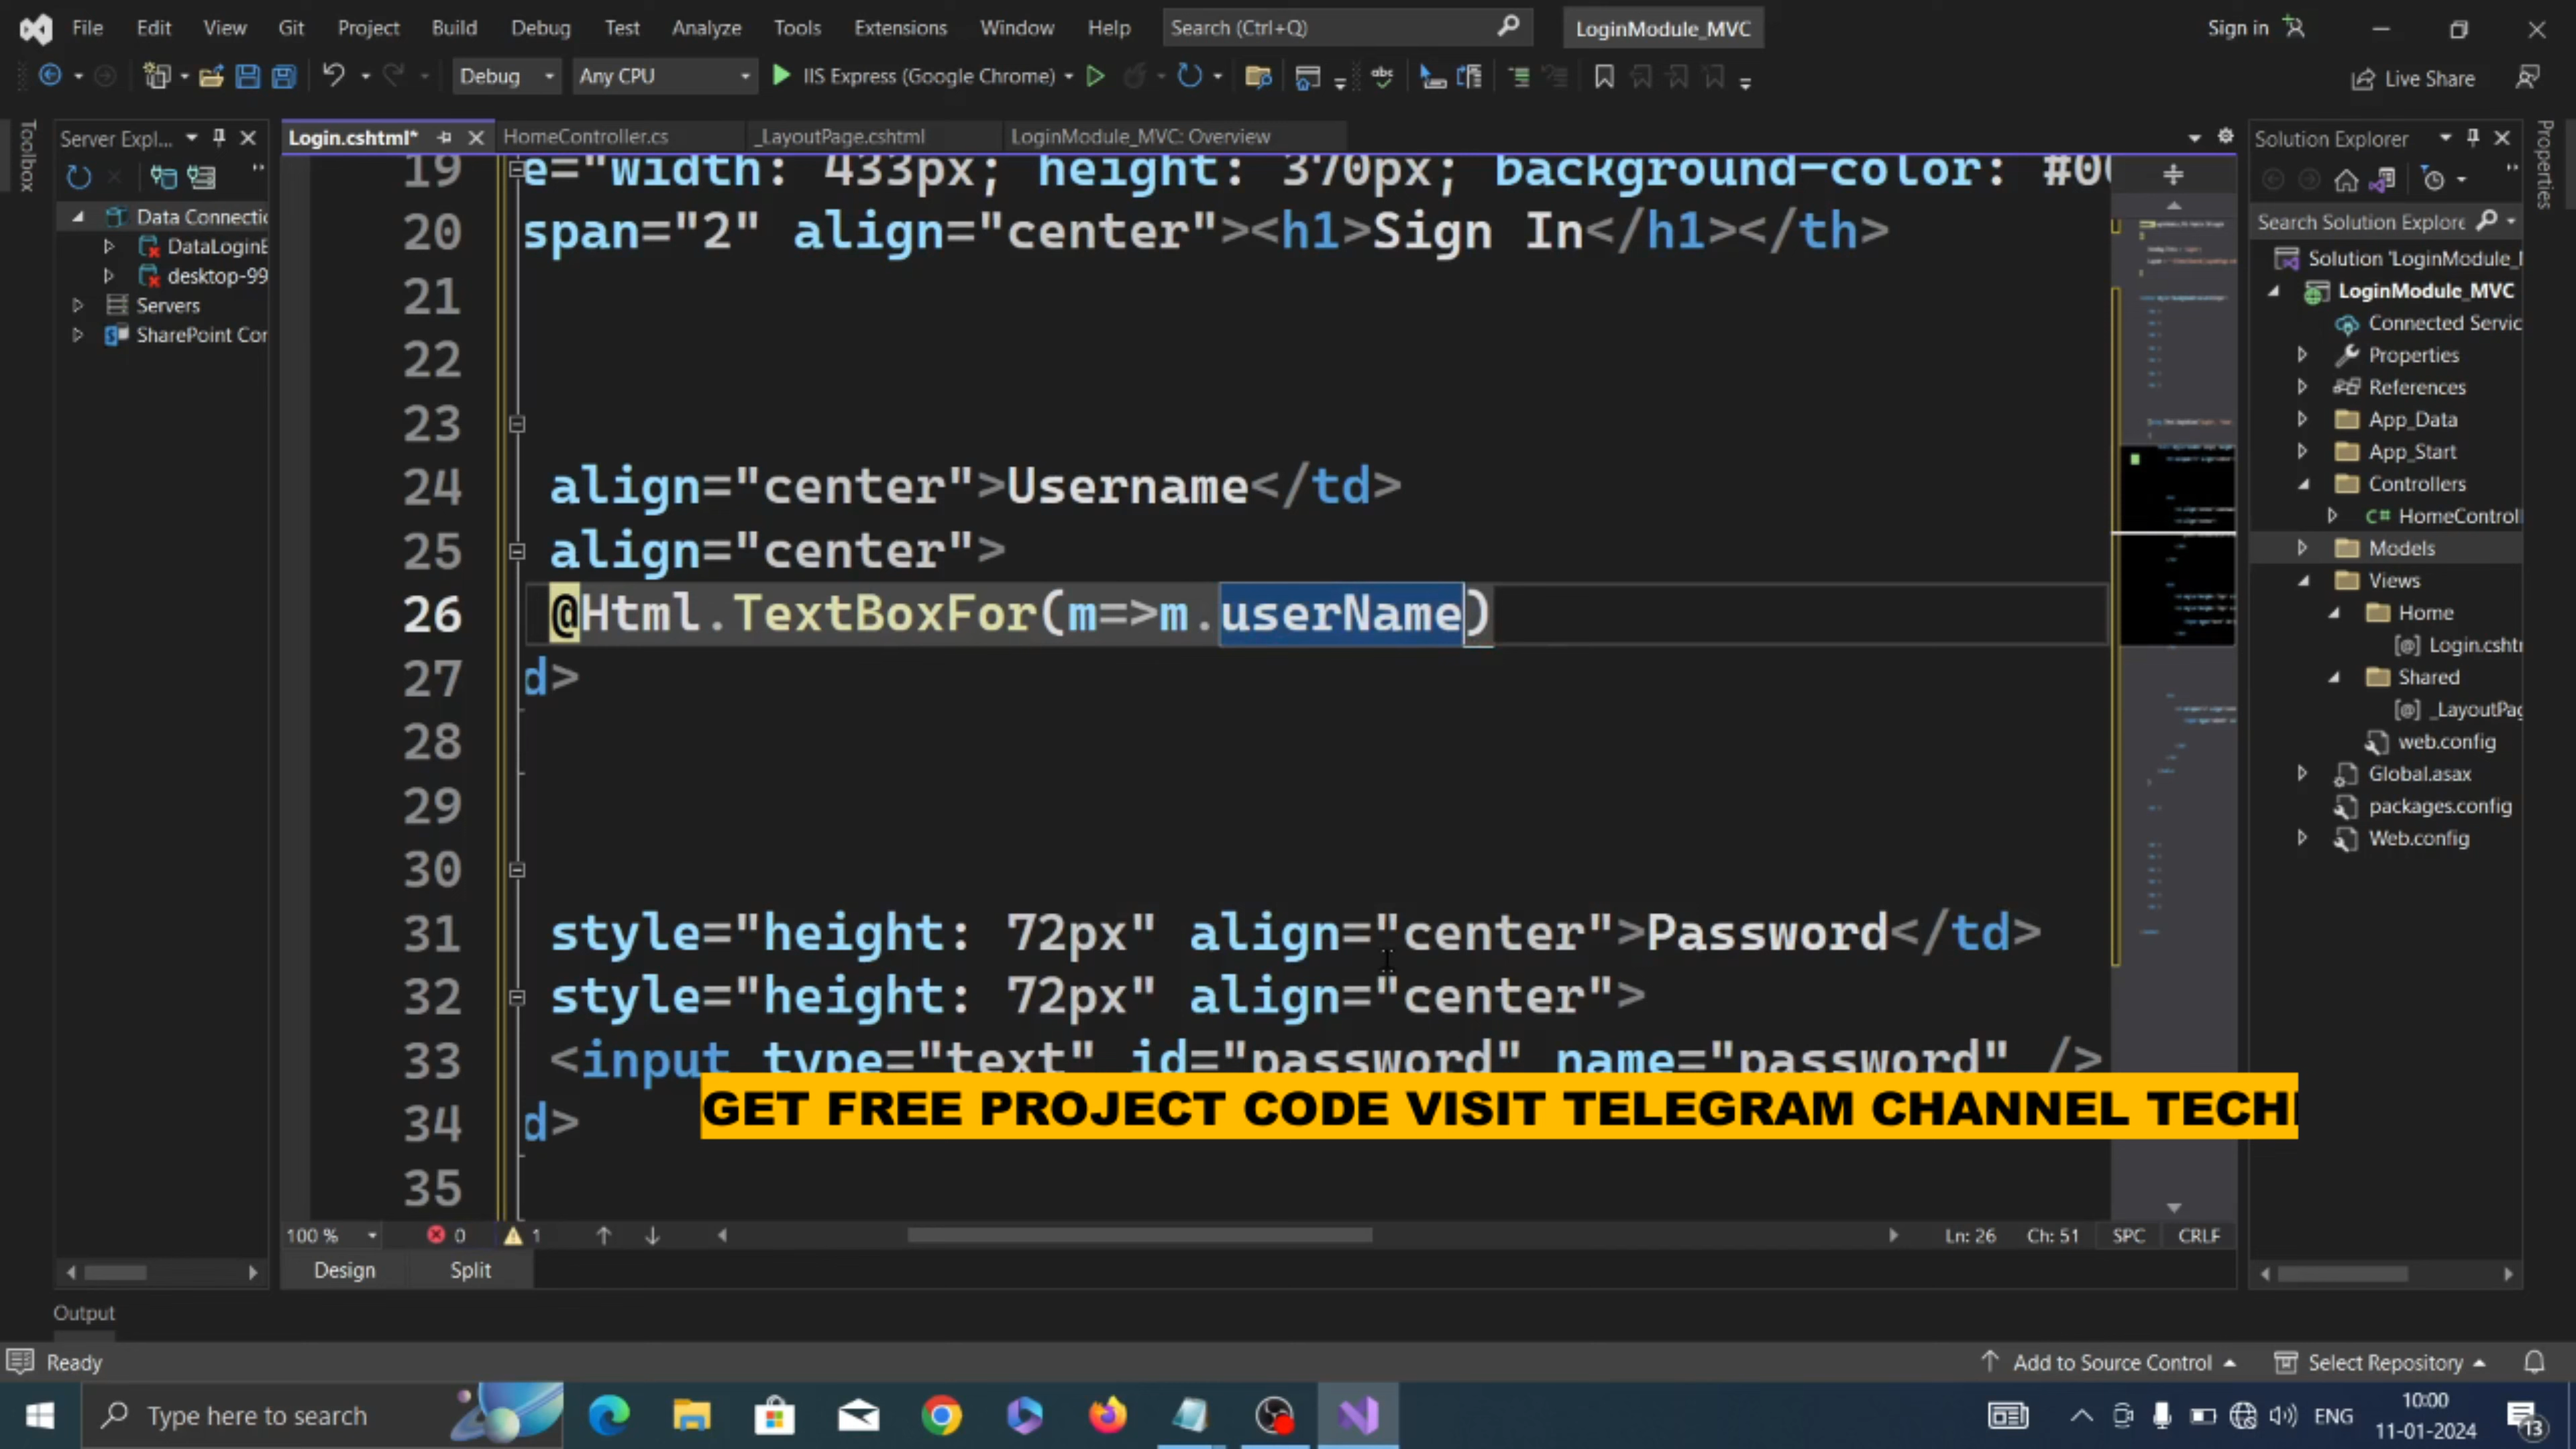 File Edit View Git Project Build Debug Test Analyze Tools Extensions Window Help Search (Ctrl+Q) LoginModule_MVC Sign in
Debug Any CPU IIS Express (Google Chrome) Live Share
Toolbox
Server Expl...
Data Connectic
DataLoginE
desktop-99
Servers
SharePoint Cor
Login.cshtml* HomeController.cs _LayoutPage.cshtml LoginModule_MVC: Overview
19 e="width: 433px; height: 370px; background-color: #0
20 span="2" align="center"><h1>Sign In</h1></th>
21
22
23
24 align="center">Username</td>
25 align="center">
26 @Html.TextBoxFor(m=>m.userName)
27 d>
28
29
30
31 style="height: 72px" align="center">Password</td>
32 style="height: 72px" align="center">
33 <input type="text" id="password" name="password" />
34 d>
35
GET FREE PROJECT CODE VISIT TELEGRAM CHANNEL TECH
100 % 0 1 Ln: 26 Ch: 51 SPC CRLF
Design Split
Solution Explorer
Search Solution Explore
Solution 'LoginModule_
LoginModule_MVC
Connected Servic
Properties
References
App_Data
App_Start
Controllers
C# HomeControl
Models
Views
Home
[@] Login.cshtr
Shared
[@] _LayoutPag
web.config
Global.asax
packages.config
Web.config
Properties
Output
Ready Add to Source Control Select Repository
Type here to search ENG 10:00
11-01-2024
13